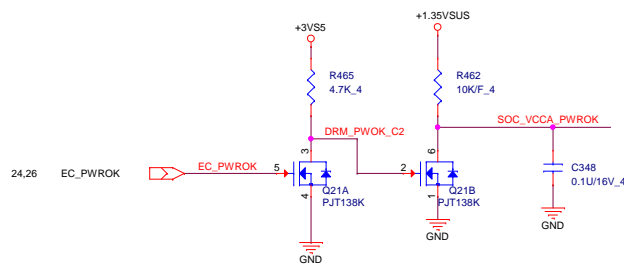 +3VS5
+1.35VSUS
R465
4.7K_4
R462
10K/F_4
DRM_PWOK_C2
SOC_VCCA_PWROK
3
6
24,26 EC_PWROK
EC_PWROK
5
2
C348
0.1U/16V_4
Q21A
PJT138K
Q21B
PJT138K
4
1
GND
GND
GND